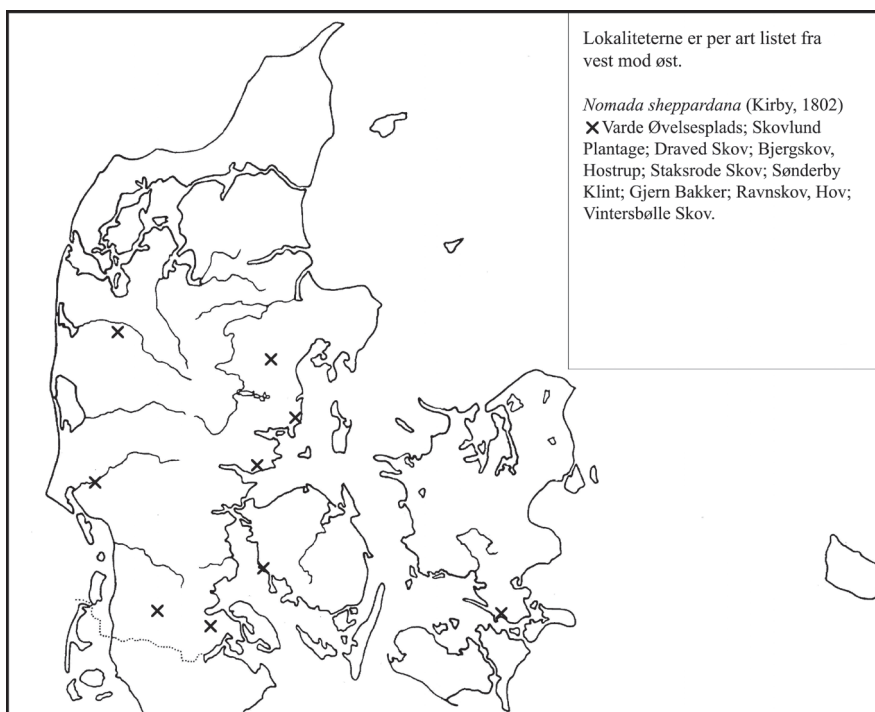 Lokaliteterne er per art listet fra
vest mod øst.
Nomada sheppardana (Kirby, 1802)
✕ Varde Øvelsesplads; Skovlund
Plantage; Draved Skov; Bjergskov,
Hostrup; Staksrode Skov; Sønderby
Klint; Gjern Bakker; Ravnskov, Hov;
Vintersbølle Skov.